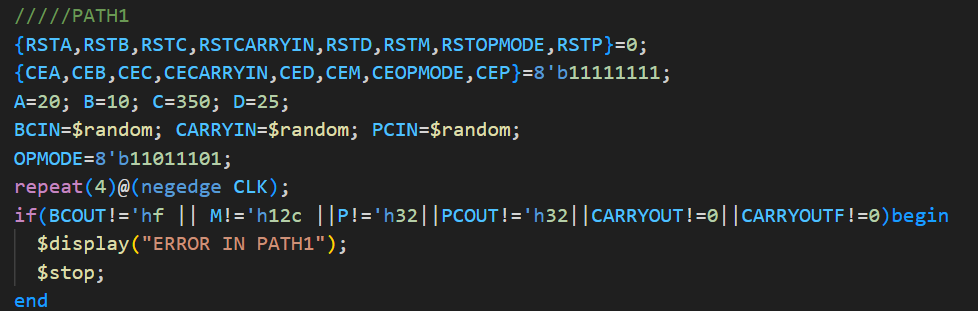 /////PATH1
{RSTA,RSTB,RSTC,RSTCARRYIN,RSTD,RSTM,RSTOPMODE,RSTP}=0;
{CEA,CEB,CEC,CECARRYIN,CED,CEM,CEOPMODE,CEP}=8'b11111111;
A=20; B=10; C=350; D=25;
BCIN=$random; CARRYIN=$random; PCIN=$random;
OPMODE=8'b11011101;
repeat(4)@(negedge CLK);
if(BCOUT!='hf || M!='h12c ||P!='h32||PCOUT!='h32||CARRYOUT!=0||CARRYOUTF!=0)begin
  $display("ERROR IN PATH1");
  $stop;
end